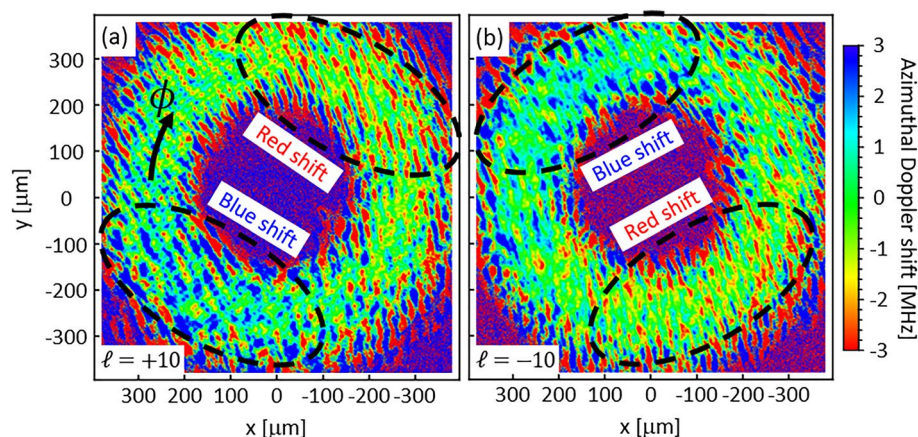 (a)
(b)
ϕ
Red shift
Blue shift
Blue shift
Red shift
ℓ = +10
ℓ = −10
300
200
100
0
-100
-200
-300
y [μm]
300 200 100 0 -100 -200 -300
300 200 100 0 -100 -200 -300
x [μm]
x [μm]
3
2
1
0
-1
-2
-3
Azimuthal Doppler shift [MHz]